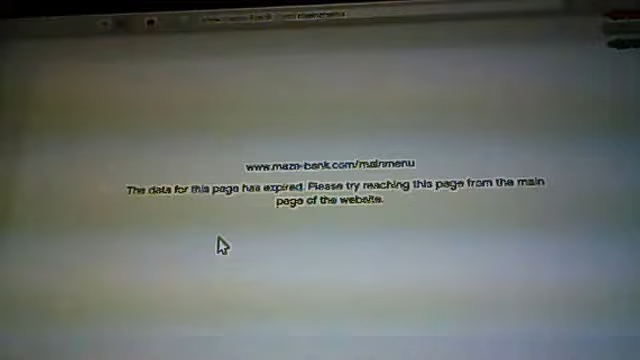 www.maze-bank.com/mainmenu
The data for this page has expired. Please try reaching this page from the main
page of the website.